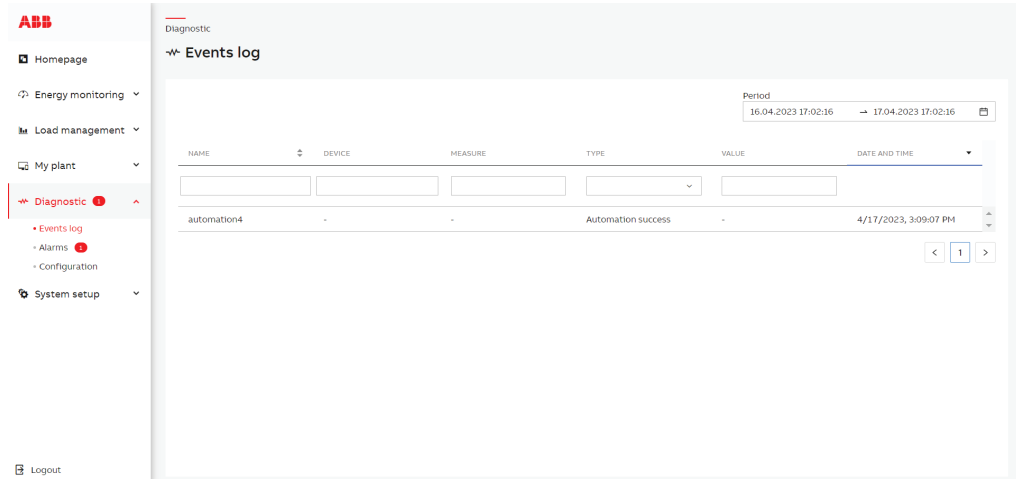 ABB
Homepage
Energy monitoring
Load management
My plant
Diagnostic 1
Events log
Alarms 1
Configuration
System setup
Logout
Diagnostic
Events log
Period
16.04.2023 17:02:16 → 17.04.2023 17:02:16
NAME DEVICE MEASURE TYPE VALUE DATE AND TIME
automation4 - - Automation success - 4/17/2023, 3:09:07 PM
< 1 >